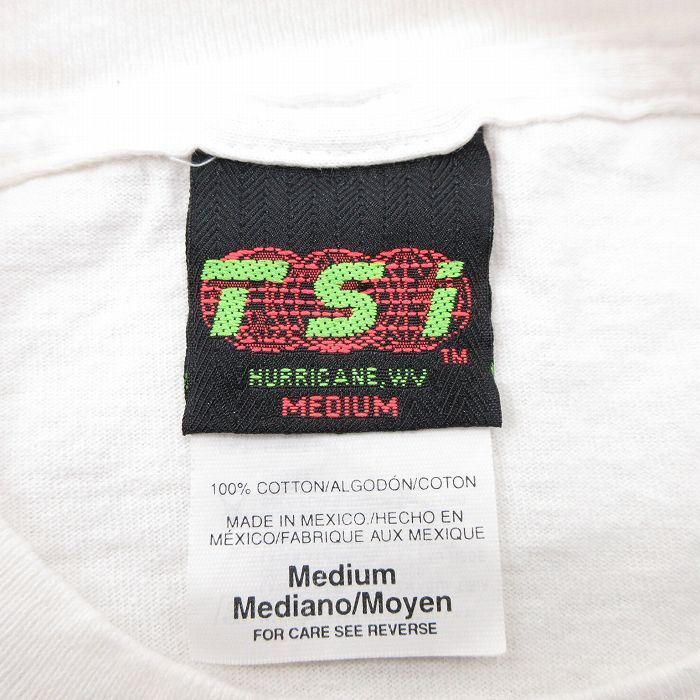 TSi
TM
HURRICANE, WV
MEDIUM
100% COTTON/ALGODÓN/COTON
MADE IN MEXICO./HECHO EN
MÉXICO/FABRIQUE AUX MEXIQUE
Medium
Mediano/Moyen
FOR CARE SEE REVERSE